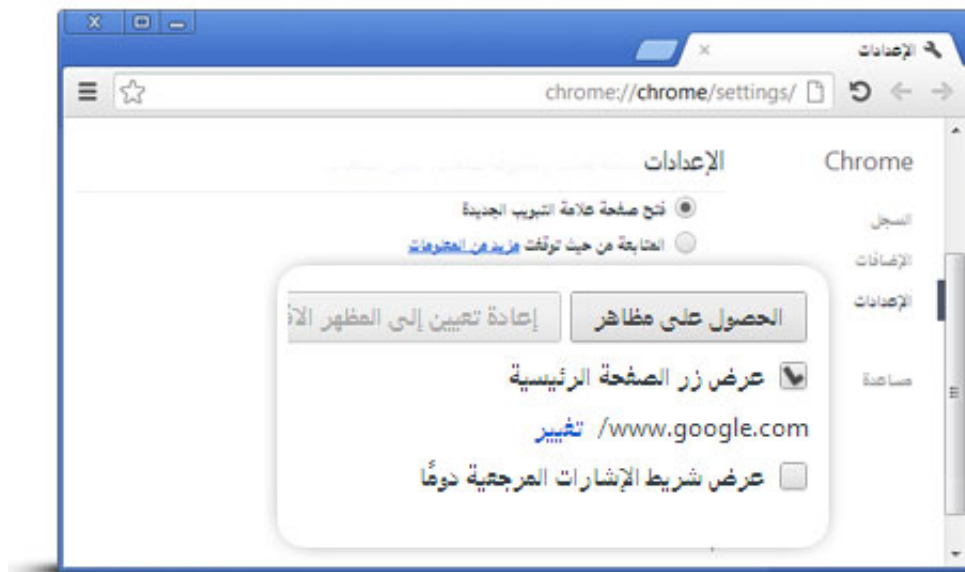 الإعدادات
chrome://chrome/settings/
Chrome
السجل
الإضافات
الإعدادات
مساعدة
الإعدادات
فتح صفحة علامة التبويب الجديدة
المتابعة من حيث توقفت مزيد من المعلومات
الحصول على مظاهر
إعادة تعيين إلى المظهر
عرض زر الصفحة الرئيسية
www.google.com/ تغيير
عرض شريط الإشارات المرجعية دومًا